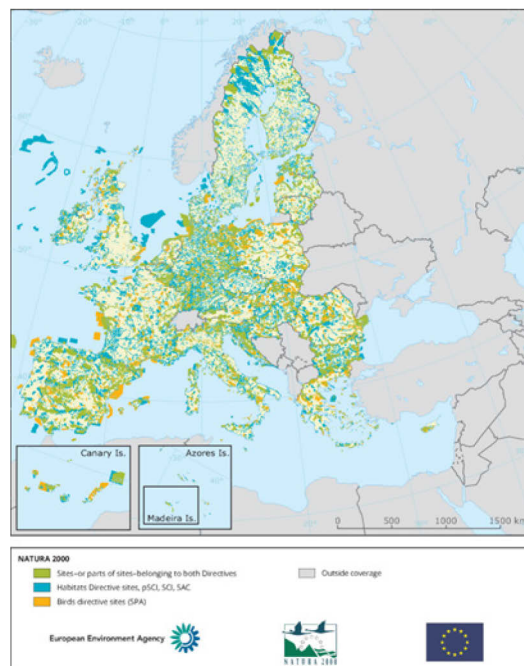 Canary Is.
Azores Is.
Madeira Is.
0 500 1000 1500 km
NATURA 2000
Sites—or parts of sites—belonging to both Directives
Outside coverage
Habitats Directive sites, pSCI, SCI, SAC
Birds directive sites (SPA)
European Environment Agency
NATURA 2000